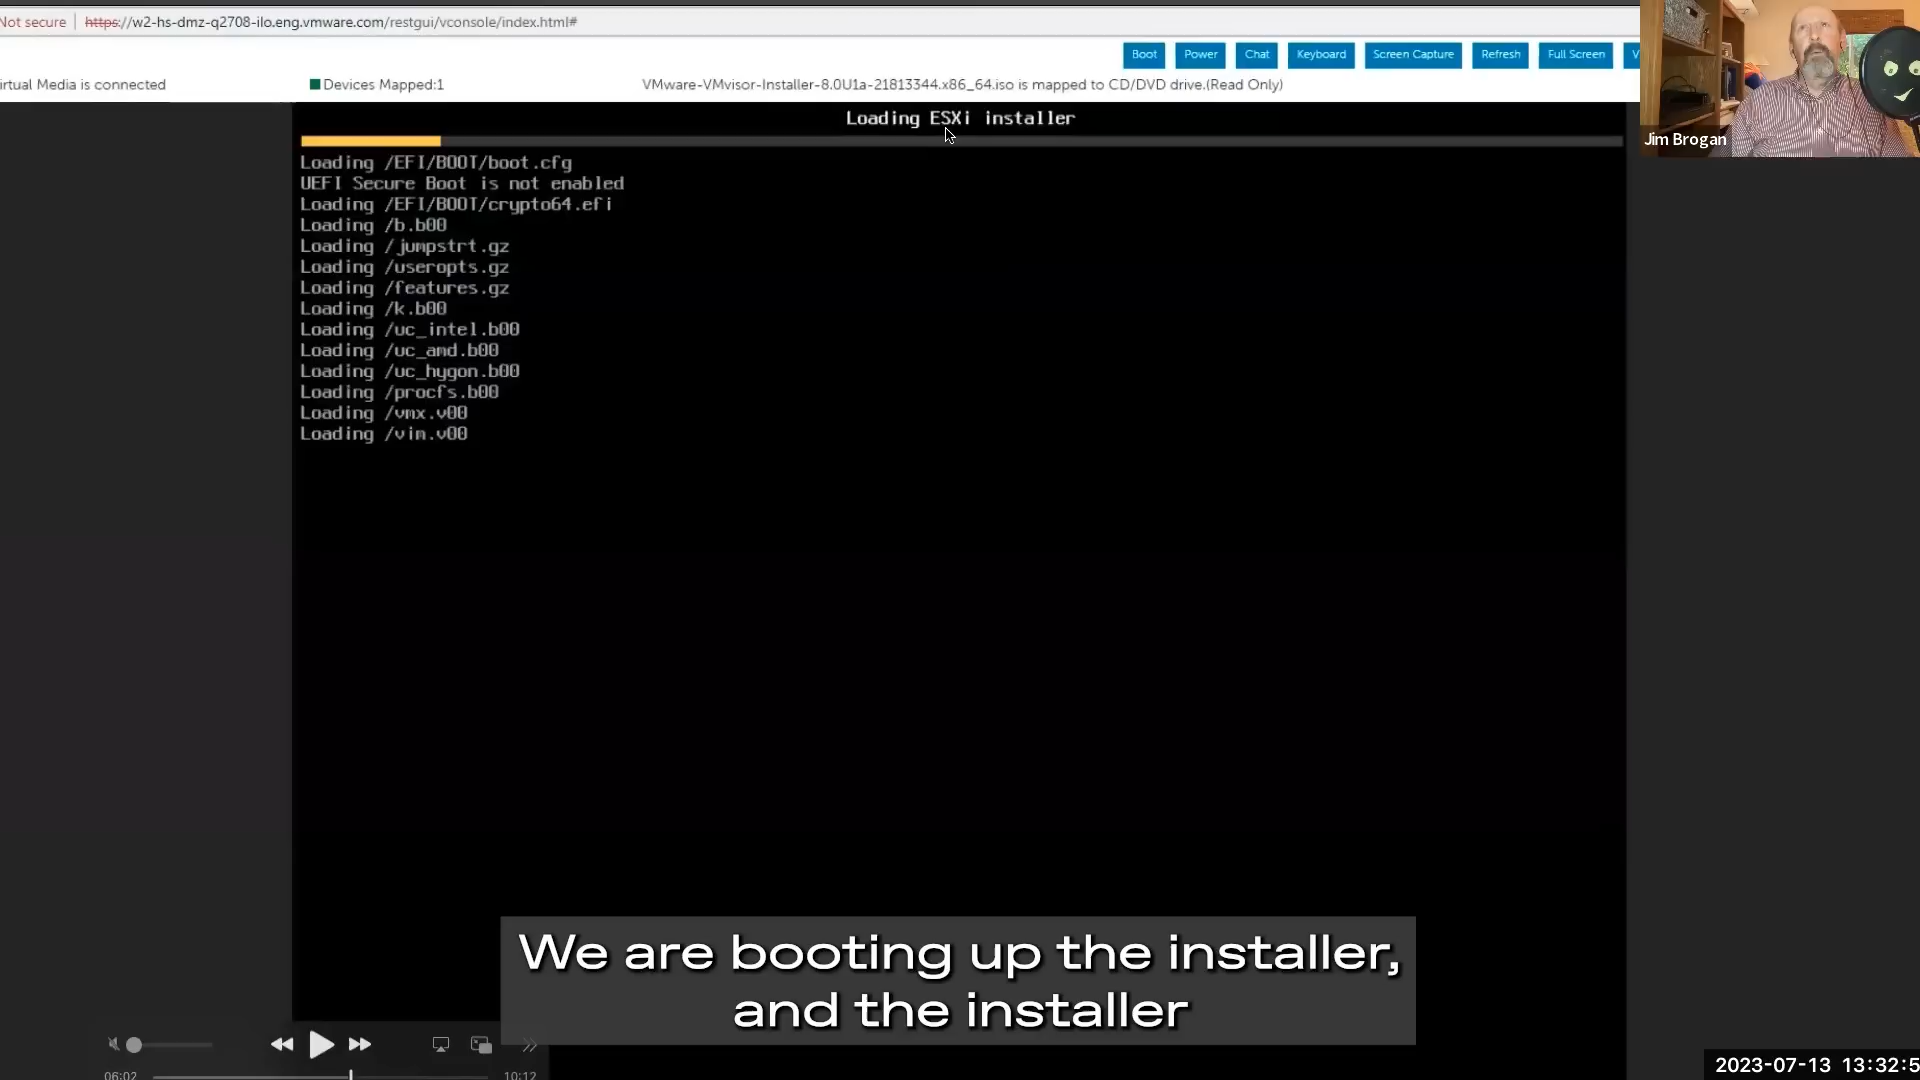 Not secure | https://w2-hs-dmz-q2708-ilo.eng.vmware.com/restgui/vconsole/index.html#
Boot Power Chat Keyboard Screen Capture Refresh Full Screen V
irtual Media is connected Devices Mapped:1 VMware-VMvisor-Installer-8.0U1a-21813344.x86_64.iso is mapped to CD/DVD drive.(Read Only)
Jim Brogan
Loading ESXi installer
Loading /EFI/BOOT/boot.cfg
UEFI Secure Boot is not enabled
Loading /EFI/BOOT/crypto64.efi
Loading /b.b00
Loading /jumpstrt.gz
Loading /useropts.gz
Loading /features.gz
Loading /k.b00
Loading /uc_intel.b00
Loading /uc_amd.b00
Loading /uc_hygon.b00
Loading /procfs.b00
Loading /vmx.v00
Loading /vim.v00
We are booting up the installer,
and the installer
06:02 10:12
2023-07-13 13:32:5